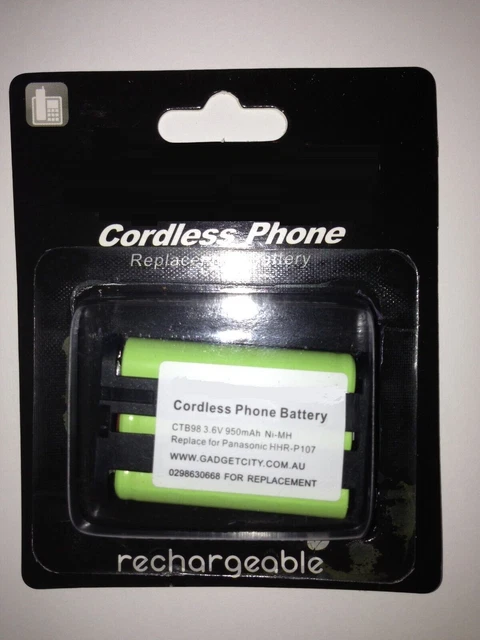 Cordless Phone
Replacement Battery
Cordless Phone Battery
CTB98 3.6V 950mAh Ni-MH
Replace for Panasonic HHR-P107
WWW.GADGETCITY.COM.AU
0298630668 FOR REPLACEMENT
rechargeable